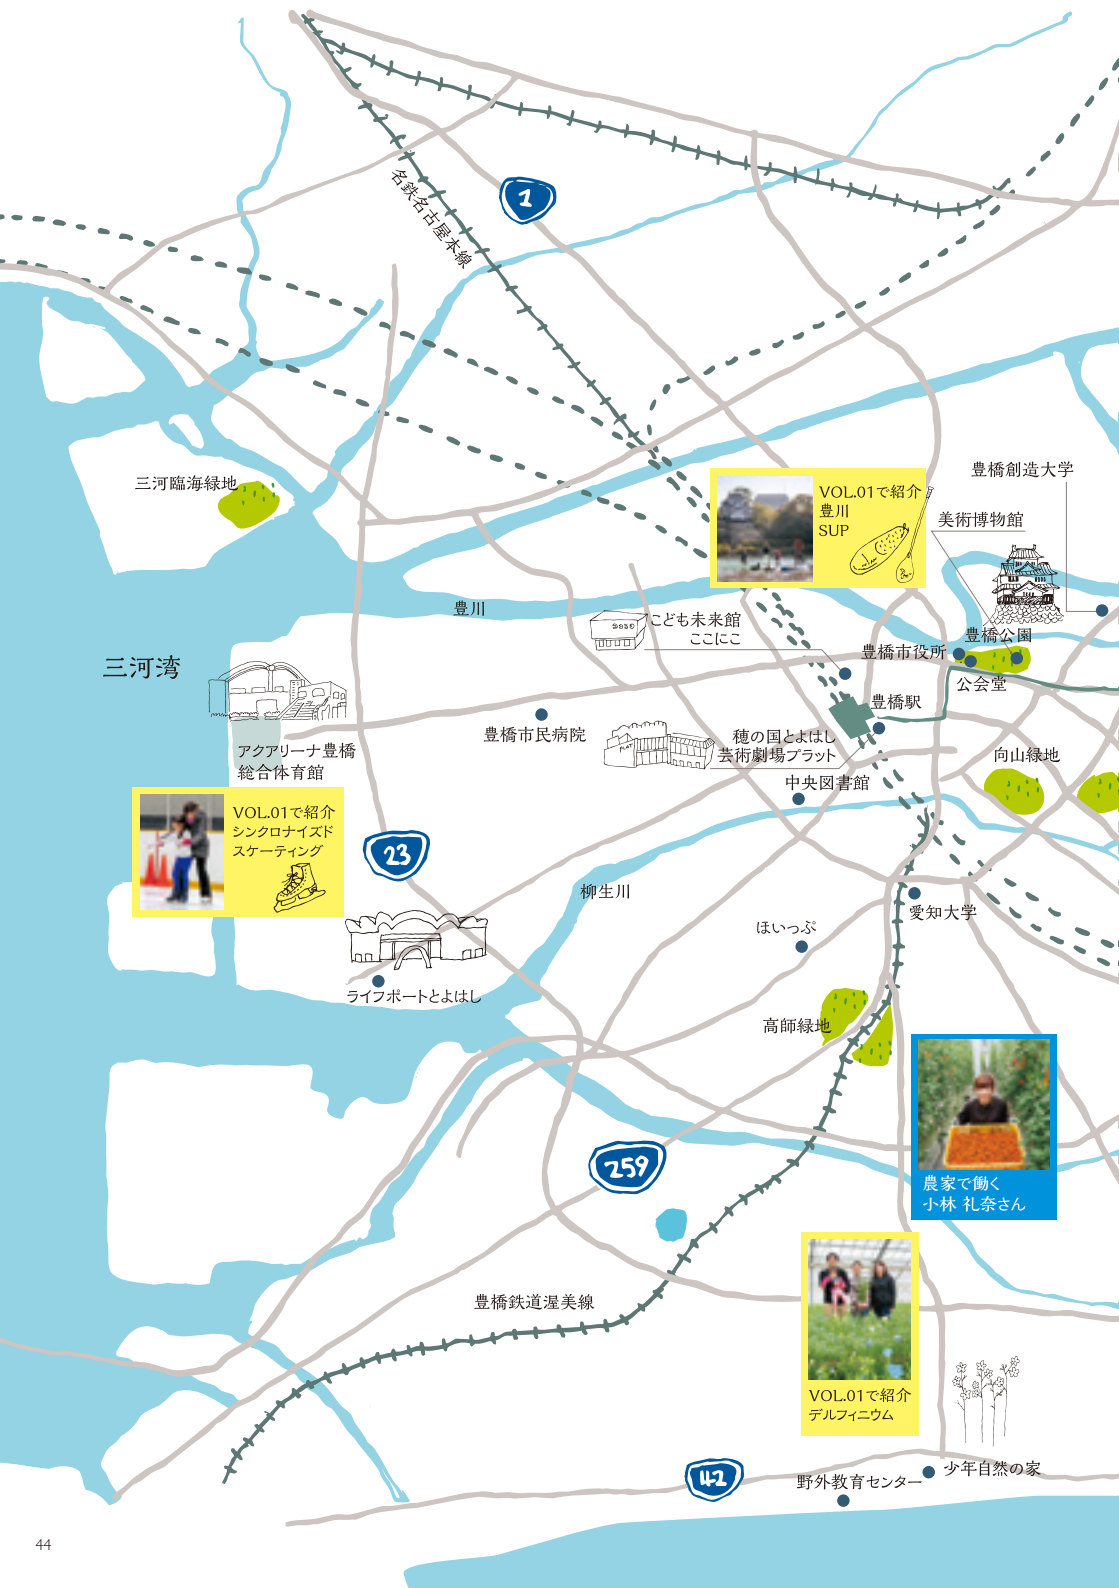 1
名鉄名古屋本線
三河臨海緑地
豊橋創造大学
VOL.01で紹介
豊川
SUP
美術博物館
豊川
こども未来館
ここにこ
2020
豊橋公園
豊橋市役所
三河湾
公会堂
豊橋駅
豊橋市民病院
穂の国とよはし
芸術劇場プラット
PLAT
アクアリーナ豊橋
総合体育館
向山緑地
中央図書館
VOL.01で紹介
シンクロナイズド
スケーティング
23
柳生川
愛知大学
ほいっぷ
ライフポートとよはし
高師緑地
259
農家で働く
小林 礼奈さん
豊橋鉄道渥美線
VOL.01で紹介
デルフィニウム
42
野外教育センター
少年自然の家
44